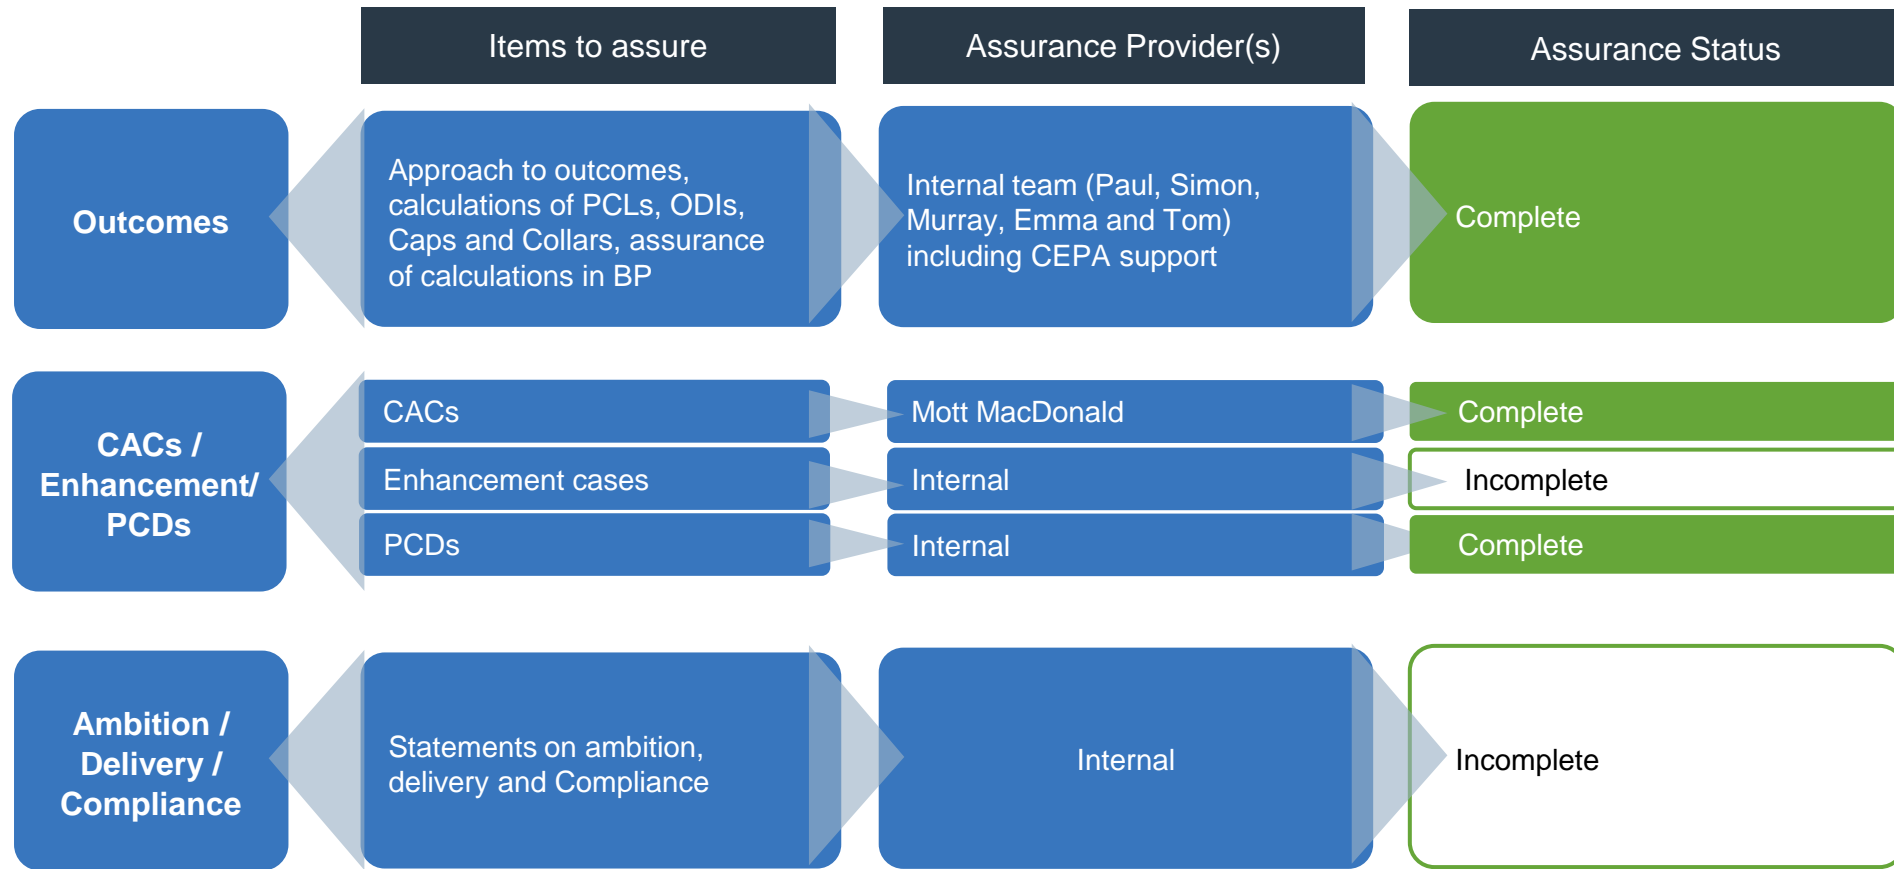 Items to assure
Assurance Provider(s)
Assurance Status
Outcomes
Approach to outcomes,
calculations of PCLs, ODIs,
Caps and Collars, assurance
of calculations in BP
Internal team (Paul, Simon,
Murray, Emma and Tom)
including CEPA support
Complete
CACs /
Enhancement/
PCDs
CACs
Mott MacDonald
Complete
Enhancement cases
Internal
Incomplete
PCDs
Internal
Complete
Ambition /
Delivery /
Compliance
Statements on ambition,
delivery and Compliance
Internal
Incomplete